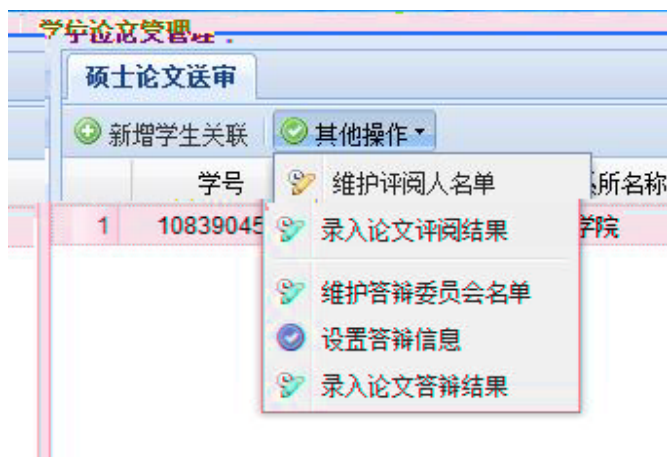 学位论文管理
硕士论文送审
新增学生关联 其他操作
学号 维护评阅人名单 所名称
1 10839045 录入论文评阅结果 学院
维护答辩委员会名单
设置答辩信息
录入论文答辩结果